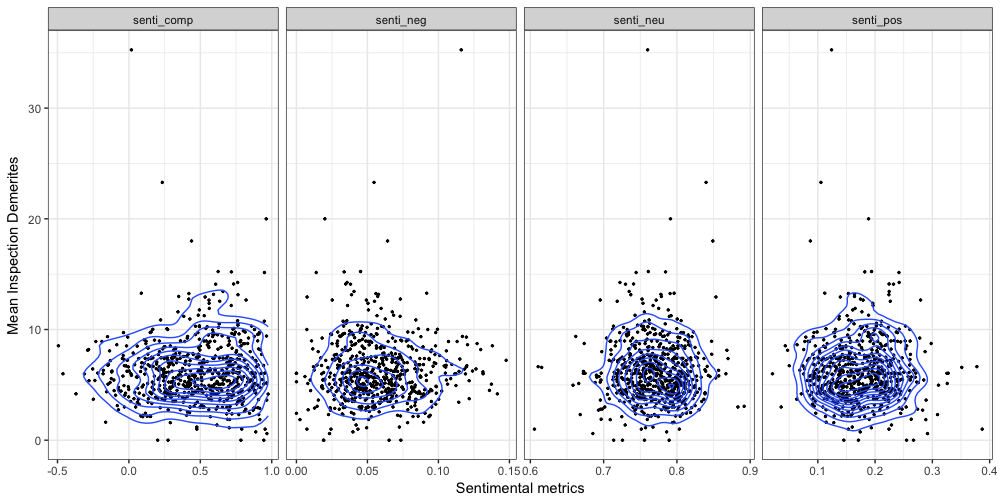 senti_comp senti_neg senti_neu senti_pos
Mean Inspection Demerites
30
20
10
0
-0.5 0.0 0.5 1.0 0.00 0.05 0.10 0.15 0.6 0.7 0.8 0.9 0.1 0.2 0.3 0.4
Sentimental metrics